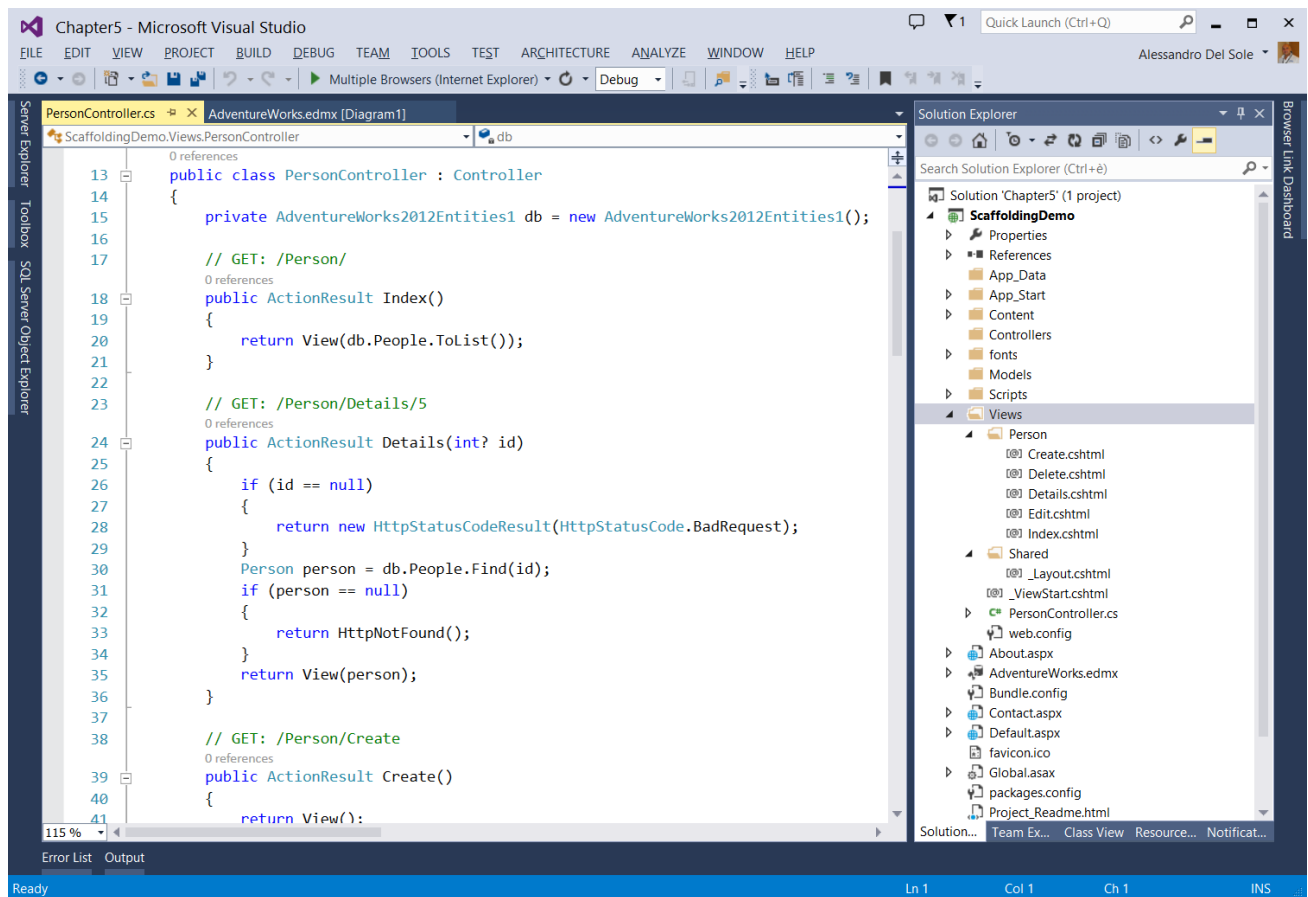 Chapter5 - Microsoft Visual Studio
1
Quick Launch (Ctrl+Q)
FILE EDIT VIEW PROJECT BUILD DEBUG TEAM TOOLS TEST ARCHITECTURE ANALYZE WINDOW HELP
Alessandro Del Sole
Multiple Browsers (Internet Explorer)
Debug
Server Explorer
Toolbox
SQL Server Object Explorer
PersonController.cs
AdventureWorks.edmx [Diagram1]
ScaffoldingDemo.Views.PersonController
db
0 references
13 public class PersonController : Controller
14 {
15 private AdventureWorks2012Entities1 db = new AdventureWorks2012Entities1();
16
17 // GET: /Person/
0 references
18 public ActionResult Index()
19 {
20 return View(db.People.ToList());
21 }
22
23 // GET: /Person/Details/5
0 references
24 public ActionResult Details(int? id)
25 {
26 if (id == null)
27 {
28 return new HttpStatusCodeResult(HttpStatusCode.BadRequest);
29 }
30 Person person = db.People.Find(id);
31 if (person == null)
32 {
33 return HttpNotFound();
34 }
35 return View(person);
36 }
37
38 // GET: /Person/Create
0 references
39 public ActionResult Create()
40 {
41 return View();
115 %
Solution Explorer
Search Solution Explorer (Ctrl+è)
Solution 'Chapter5' (1 project)
ScaffoldingDemo
Properties
References
App_Data
App_Start
Content
Controllers
fonts
Models
Scripts
Views
Person
[@] Create.cshtml
[@] Delete.cshtml
[@] Details.cshtml
[@] Edit.cshtml
[@] Index.cshtml
Shared
[@] _Layout.cshtml
[@] _ViewStart.cshtml
C# PersonController.cs
web.config
About.aspx
AdventureWorks.edmx
Bundle.config
Contact.aspx
Default.aspx
favicon.ico
Global.asax
packages.config
Project_Readme.html
Solution... Team Ex... Class View Resource... Notificat...
Browser Link Dashboard
Error List Output
Ready
Ln 1 Col 1 Ch 1 INS